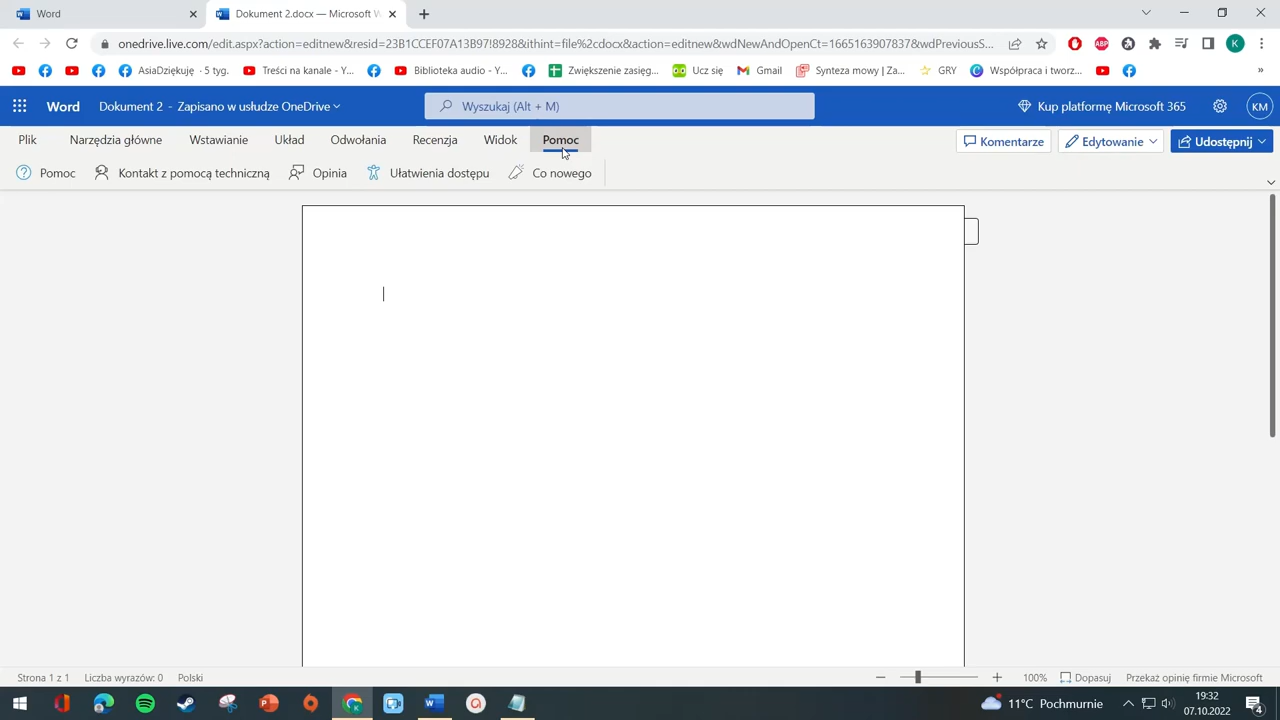 Word
Dokument 2.docx — Microsoft W
onedrive.live.com/edit.aspx?action=editnew&resid=2301CCEF07A13B97!8928&ithint=file%2cdocx&action=editnew&wdNewAndOpenCt=1665163907837&wdPreviousS...
AsiaDziękuję · 5 tyg.
Treści na kanale - Y...
Biblioteka audio - Y...
Zwiększenie zasięg...
Ucz się
Gmail
Synteza mowy | Za...
GRY
Współpraca i tworz...
»
Word
Dokument 2 - Zapisano w usłudze OneDrive
Wyszukaj (Alt + M)
Kup platformę Microsoft 365
KM
Plik
Narzędzia główne
Wstawianie
Układ
Odwołania
Recenzja
Widok
Pomoc
Komentarze
Edytowanie
Udostępnij
Pomoc
Kontakt z pomocą techniczną
Opinia
Ułatwienia dostępu
Co nowego
Strona 1 z 1
Liczba wyrazów: 0
Polski
100%
Dopasuj
Przekaż opinię firmie Microsoft
11°C Pochmurnie
19:32
07.10.2022
4